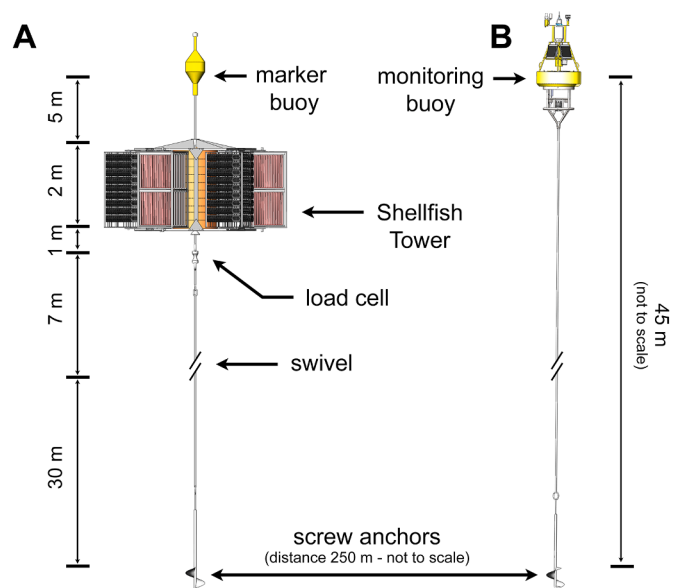 A
B
marker
buoy
monitoring
buoy
5 m
2 m
Shellfish
Tower
1 m
load cell
7 m
45 m
(not to scale)
swivel
30 m
screw anchors
(distance 250 m - not to scale)